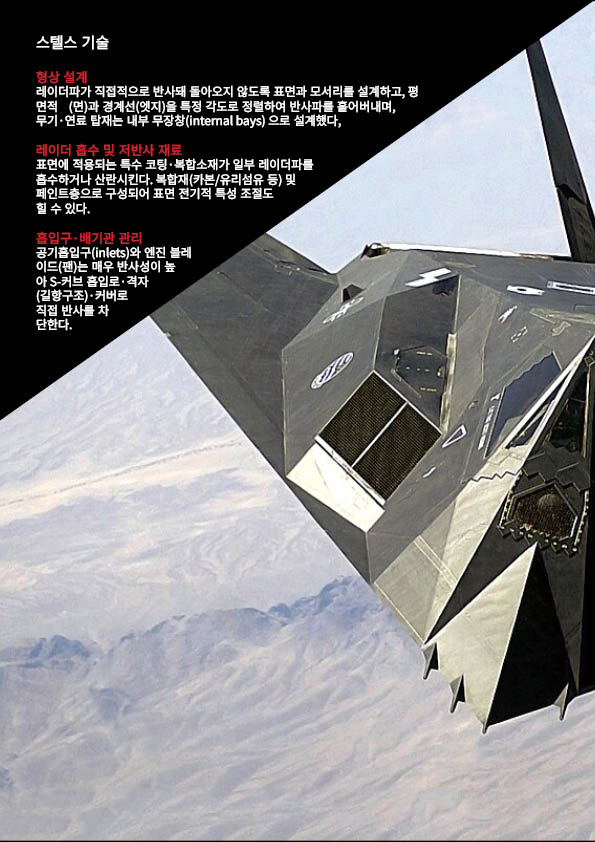 스텔스 기술
형상 설계
레이더파가 직접적으로 반사돼 돌아오지 않도록 표면과 모서리를 설계하고, 평
면적 (면)과 경계선(엣지)을 특정 각도로 정렬하여 반사파를 흩어버내며,
무기·연료 탑재는 내부 무장창(internal bays) 으로 설계했다,
레이더 흡수 및 저반사 재료
표면에 적용되는 특수 코팅·복합소재가 일부 레이더파를
흡수하거나 산란시킨다. 복합재(카본/유리섬유 등) 및
페인트층으로 구성되어 표면 전기적 특성 조절도
힐 수 있다.
흡입구·배기관 관리
공기흡입구(inlets)와 엔진 블레
이드(팬)는 매우 반사성이 높
아 S-커브 흡입로·격자
(길항구조)·커버로
직접 반사를 차
단한다.